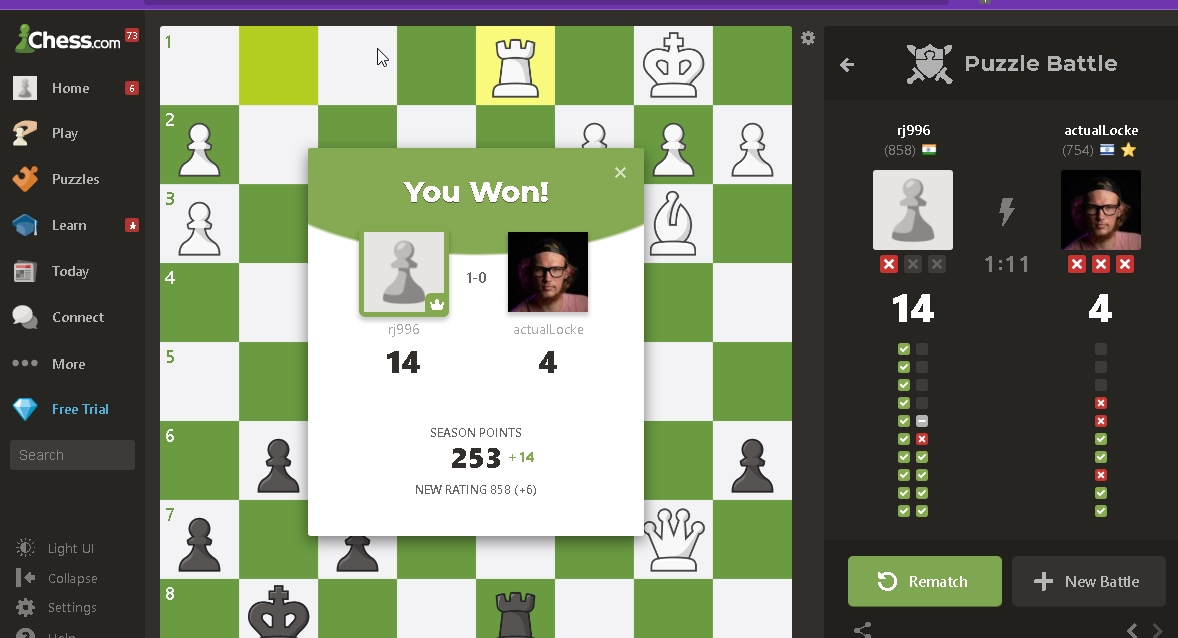 Chess.com
73
Home
6
Play
Puzzles
Learn
Today
Connect
More
Free Trial
Search
Light UI
Collapse
Settings
Help
1
2
3
4
5
6
7
8
You Won!
×
1-0
rj996
actualLocke
14
4
SEASON POINTS
253 +14
NEW RATING 858 (+6)
Puzzle Battle
rj996
(858)
actualLocke
(754)
1:11
14
4
Rematch
New Battle